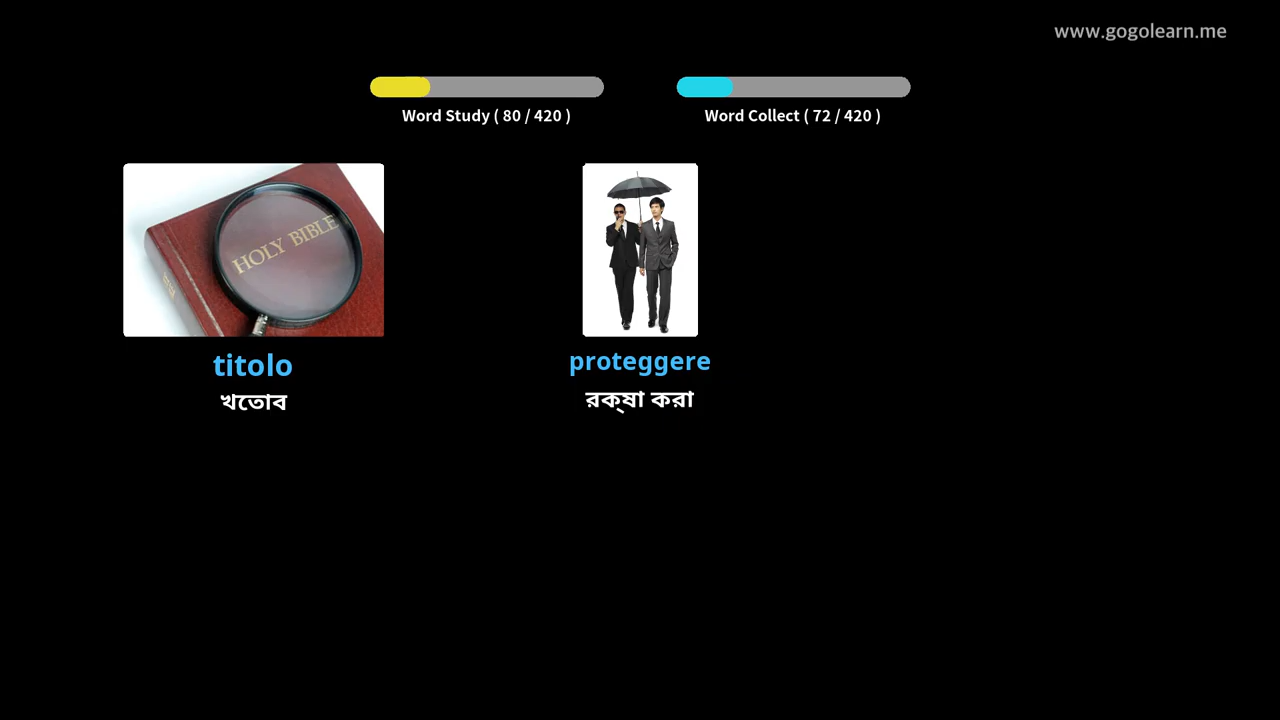 www.gogolearn.me
Word Study ( 80 / 420 )
Word Collect ( 72 / 420 )
HOLY BIBLE
titolo
খতোব
proteggere
রক্‌ষা করা